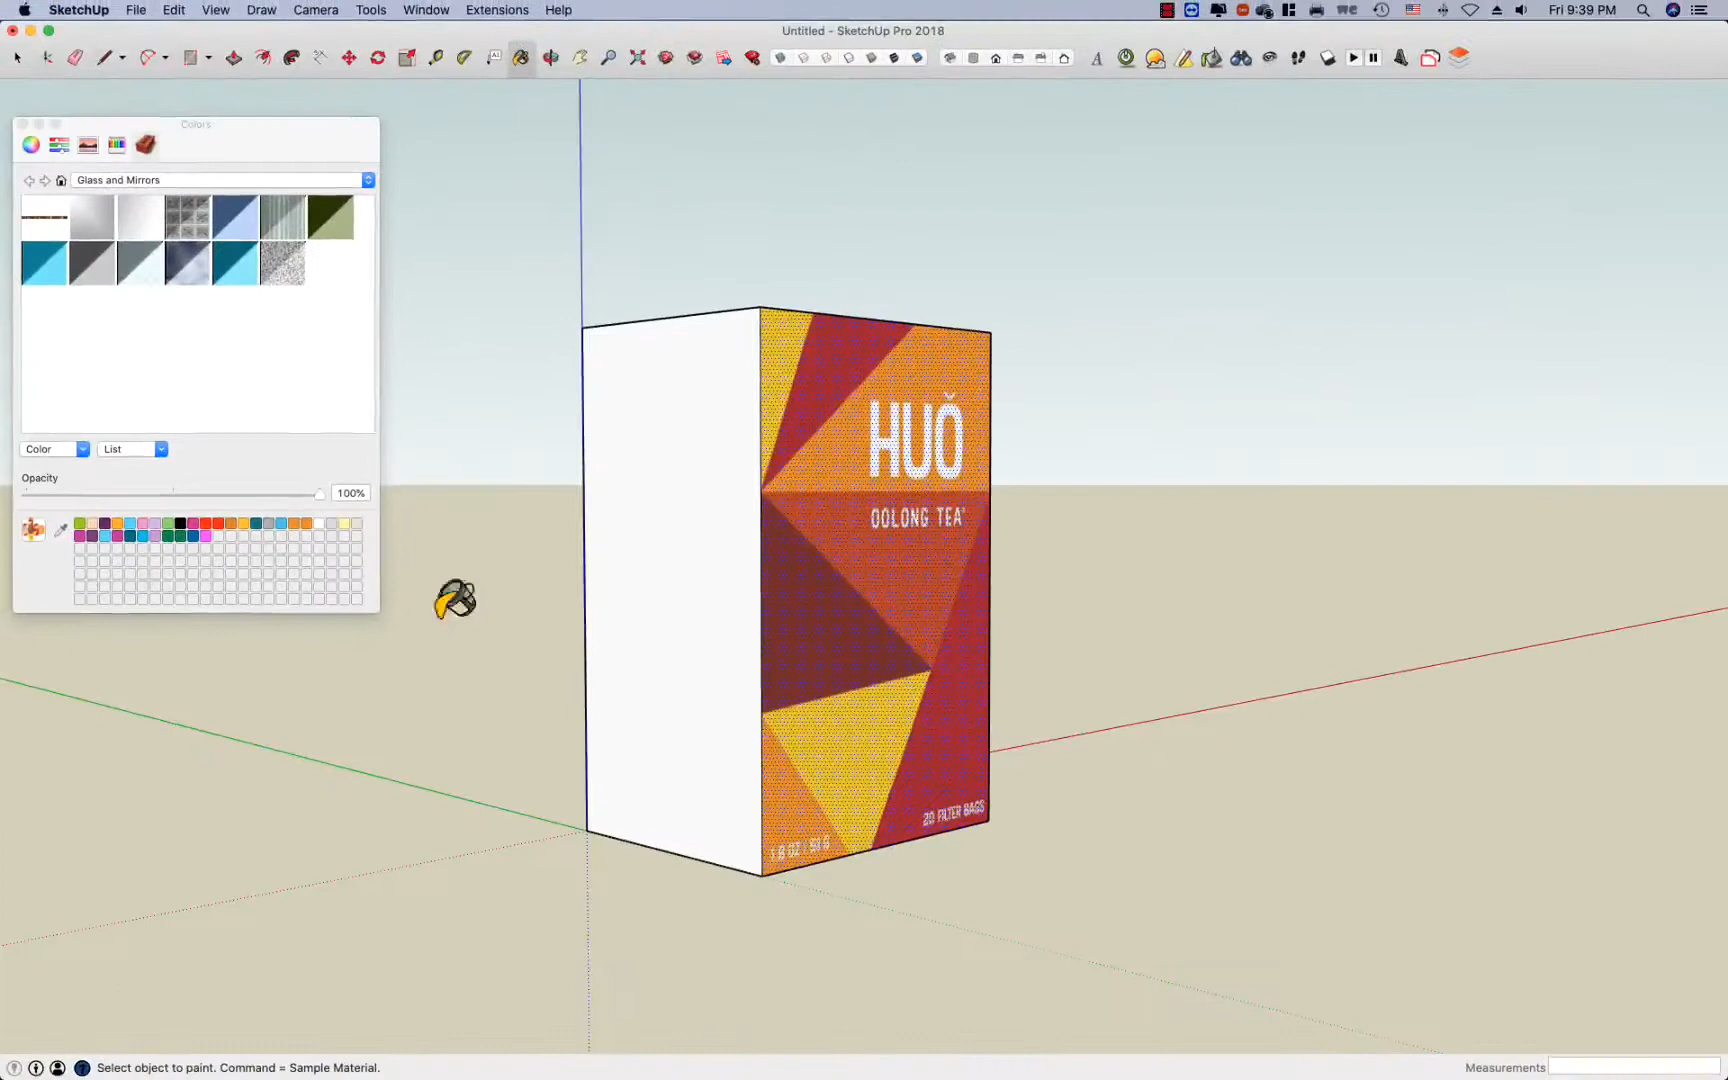 SketchUp File Edit View Draw Camera Tools Window Extensions Help Fri 9:39 PM
Untitled - SketchUp Pro 2018
Colors
Glass and Mirrors
Color List
Opacity
100%
HUǑ
OOLONG TEA
20 FILTER BAGS
Select object to paint. Command = Sample Material.
Measurements